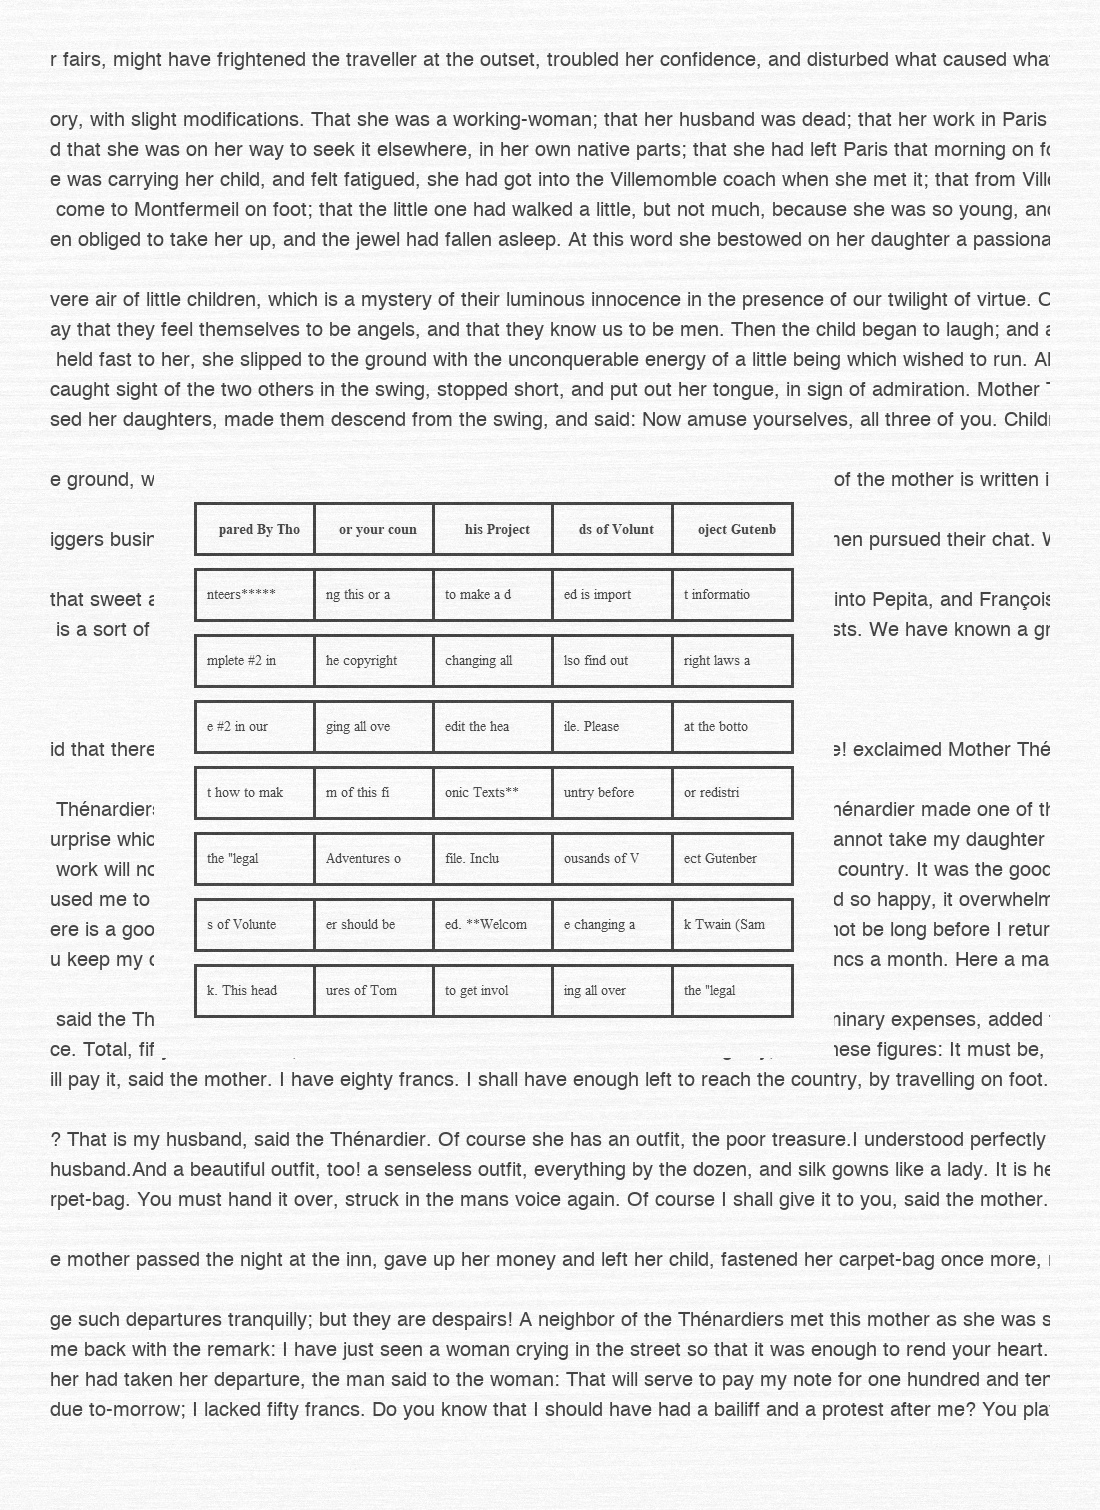 r fairs, might have frightened the traveller at the outset, troubled her confidence, and disturbed what caused what
ory, with slight modifications. That she was a working-woman; that her husband was dead; that her work in Paris
d that she was on her way to seek it elsewhere, in her own native parts; that she had left Paris that morning on fo
e was carrying her child, and felt fatigued, she had got into the Villemomble coach when she met it; that from Ville
come to Montfermeil on foot; that the little one had walked a little, but not much, because she was so young, and
en obliged to take her up, and the jewel had fallen asleep. At this word she bestowed on her daughter a passiona
vere air of little children, which is a mystery of their luminous innocence in the presence of our twilight of virtue.
ay that they feel themselves to be angels, and that they know us to be men. Then the child began to laugh; and a
held fast to her, she slipped to the ground with the unconquerable energy of a little being which wished to run. Al
caught sight of the two others in the swing, stopped short, and put out her tongue, in sign of admiration. Mother
sed her daughters, made them descend from the swing, and said: Now amuse yourselves, all three of you. Childr
e ground, w of the mother is written i
pared By Tho or your coun his Project ds of Volunt oject Gutenb
iggers busin hen pursued their chat. W
nteers***** ng this or a to make a d ed is import t informatio
that sweet a into Pepita, and François
is a sort of sts. We have known a gr
mplete #2 in he copyright changing all lso find out right laws a
e #2 in our ging all ove edit the hea ile. Please at the botto
id that there e! exclaimed Mother Thé
t how to mak m of this fi onic Texts** untry before or redistri
Thénardiers hénardier made one of th
urprise whic annot take my daughter
the "legal Adventures o file. Inclu ousands of V ect Gutenber
work will no country. It was the good
used me to d so happy, it overwhelm
s of Volunte er should be ed. **Welcom e changing a k Twain (Sam
ere is a goo not be long before I retur
u keep my c ncs a month. Here a ma
k. This head ures of Tom to get invol ing all over the "legal
said the Th minary expenses, added
ce. Total, fif hese figures: It must be,
ill pay it, said the mother. I have eighty francs. I shall have enough left to reach the country, by travelling on foot.
? That is my husband, said the Thénardier. Of course she has an outfit, the poor treasure.I understood perfectly
husband.And a beautiful outfit, too! a senseless outfit, everything by the dozen, and silk gowns like a lady. It is he
rpet-bag. You must hand it over, struck in the mans voice again. Of course I shall give it to you, said the mother.
e mother passed the night at the inn, gave up her money and left her child, fastened her carpet-bag once more,
ge such departures tranquilly; but they are despairs! A neighbor of the Thénardiers met this mother as she was s
me back with the remark: I have just seen a woman crying in the street so that it was enough to rend your heart.
her had taken her departure, the man said to the woman: That will serve to pay my note for one hundred and ten
due to-morrow; I lacked fifty francs. Do you know that I should have had a bailiff and a protest after me? You pla